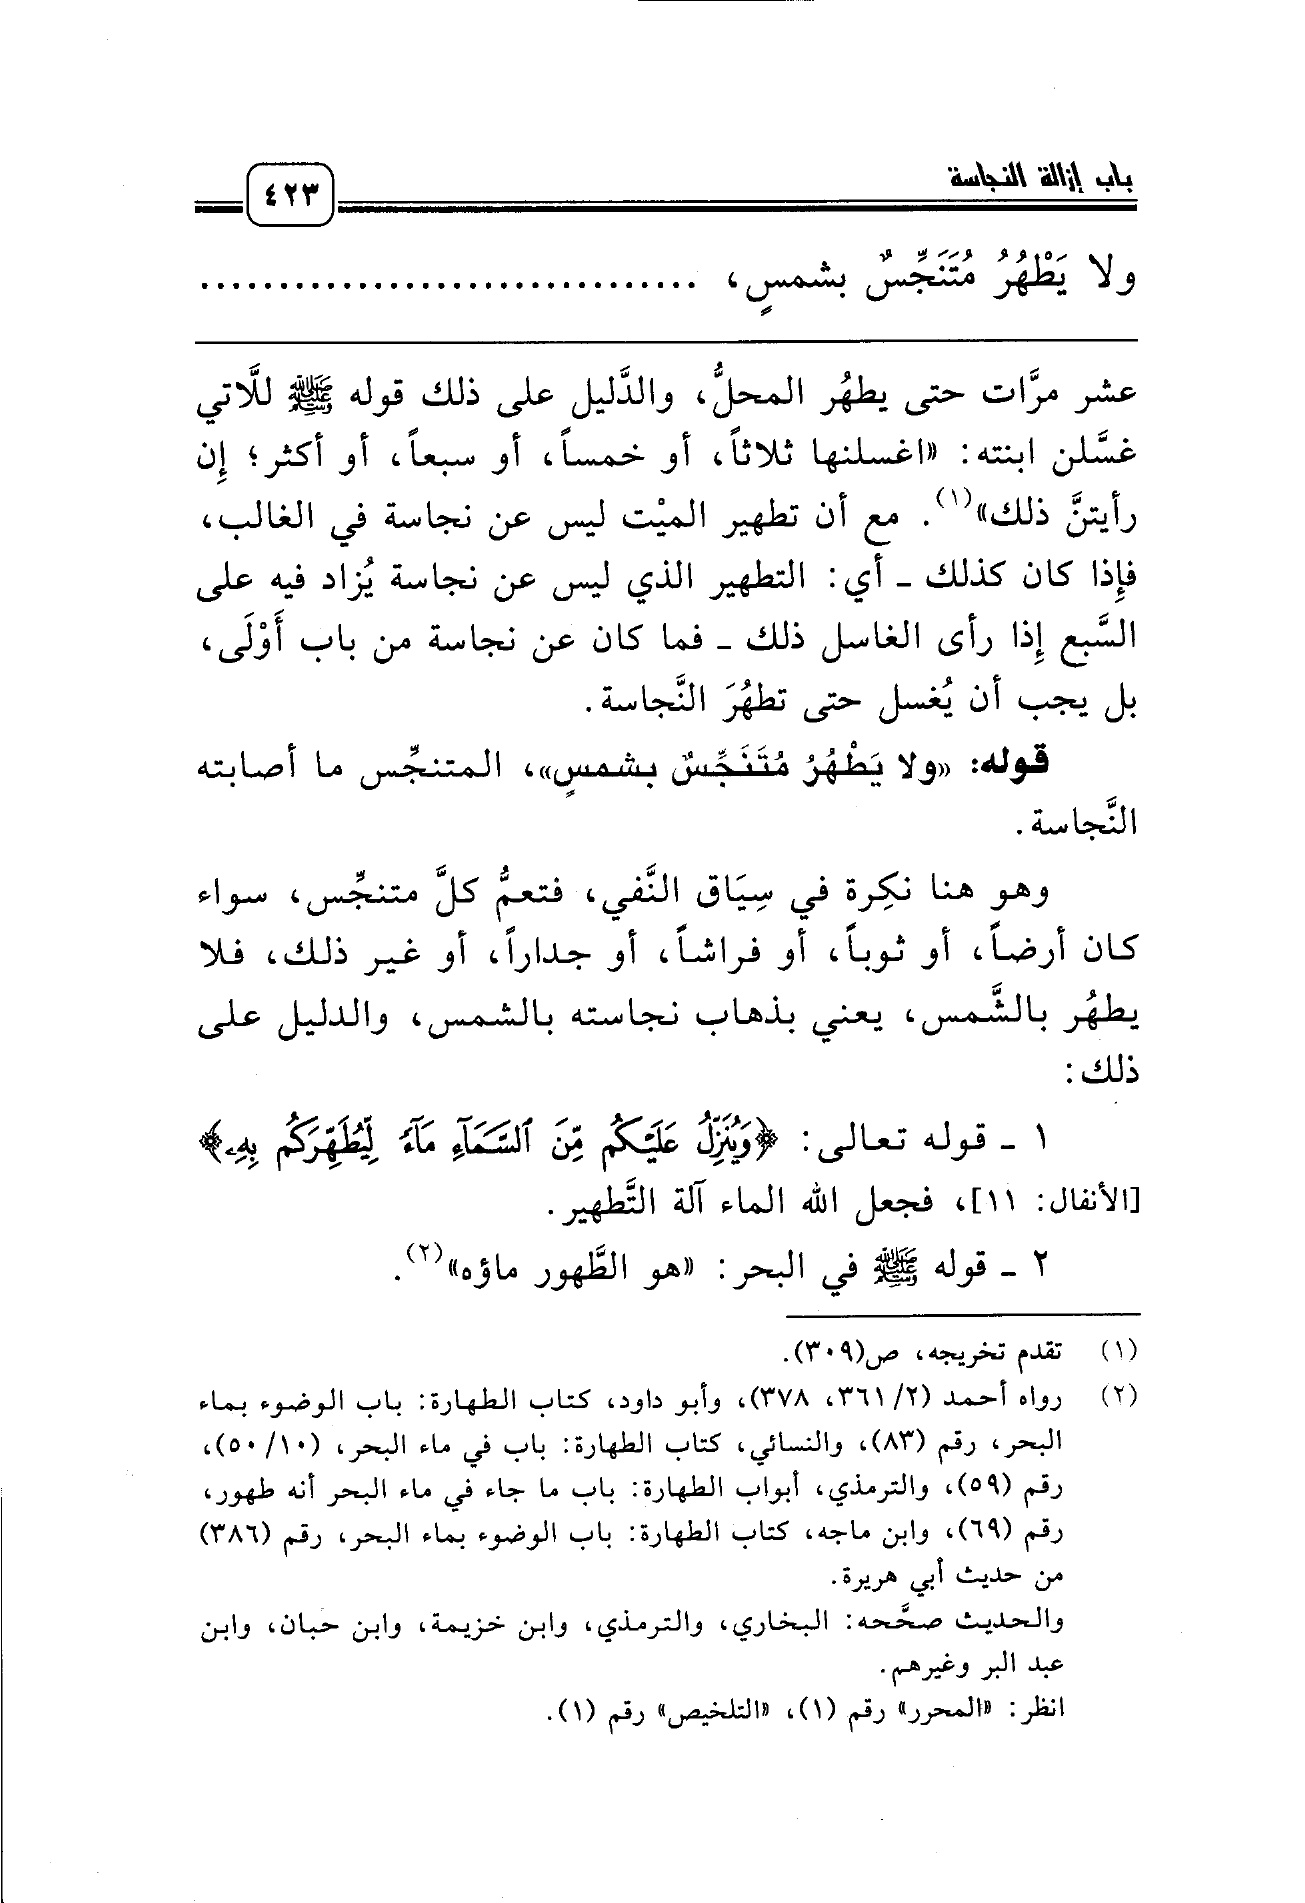 باب إزالة النجاسة
٤٢٣
ولا يَطْهُرُ مُتَنَجِّسٌ بشمسٍ، ................................
عشر مرَّات حتى يطهُر المحلُّ، والدَّليل على ذلك قوله ﷺ للَّاتي
غسَّلن ابنته: «اغسلنها ثلاثاً، أو خمساً، أو سبعاً، أو أكثر؛ إن
رأيتنَّ ذلك»(١). مع أن تطهير الميْت ليس عن نجاسة في الغالب،
فإِذا كان كذلك ـ أي: التطهير الذي ليس عن نجاسة يُزاد فيه على
السَّبع إِذا رأى الغاسل ذلك ـ فما كان عن نجاسة من باب أَوْلَى،
بل يجب أن يُغسل حتى تطهُرَ النَّجاسة.
قوله: «ولا يَطْهُرُ مُتَنَجِّسٌ بشمسٍ»، المتنجِّس ما أصابته
النَّجاسة.
وهو هنا نكِرة في سِيَاق النَّفي، فتعمُّ كلَّ متنجِّس، سواء
كان أرضاً، أو ثوباً، أو فراشاً، أو جداراً، أو غير ذلك، فلا
يطهُر بالشَّمس، يعني بذهاب نجاسته بالشمس، والدليل على
ذلك:
١ ـ قوله تعالى: ﴿وَيُنَزِّلُ عَلَيْكُم مِّنَ ٱلسَّمَآءِ مَآءً لِّيُطَهِّرَكُم بِهِۦ﴾
[الأنفال: ١١]، فجعل الله الماء آلة التَّطهير.
٢ ـ قوله ﷺ في البحر: «هو الطَّهور ماؤه»(٢).
(١) تقدم تخريجه، ص(٣٠٩).
(٢) رواه أحمد (٢/ ٣٦١، ٣٧٨)، وأبو داود، كتاب الطهارة: باب الوضوء بماء
البحر، رقم (٨٣)، والنسائي، كتاب الطهارة: باب في ماء البحر، (١٠/ ٥٠)،
رقم (٥٩)، والترمذي، أبواب الطهارة: باب ما جاء في ماء البحر أنه طهور،
رقم (٦٩)، وابن ماجه، كتاب الطهارة: باب الوضوء بماء البحر، رقم (٣٨٦)
من حديث أبي هريرة.
والحديث صحَّحه: البخاري، والترمذي، وابن خزيمة، وابن حبان، وابن
عبد البر وغيرهم.
انظر: «المحرر» رقم (١)، «التلخيص» رقم (١).